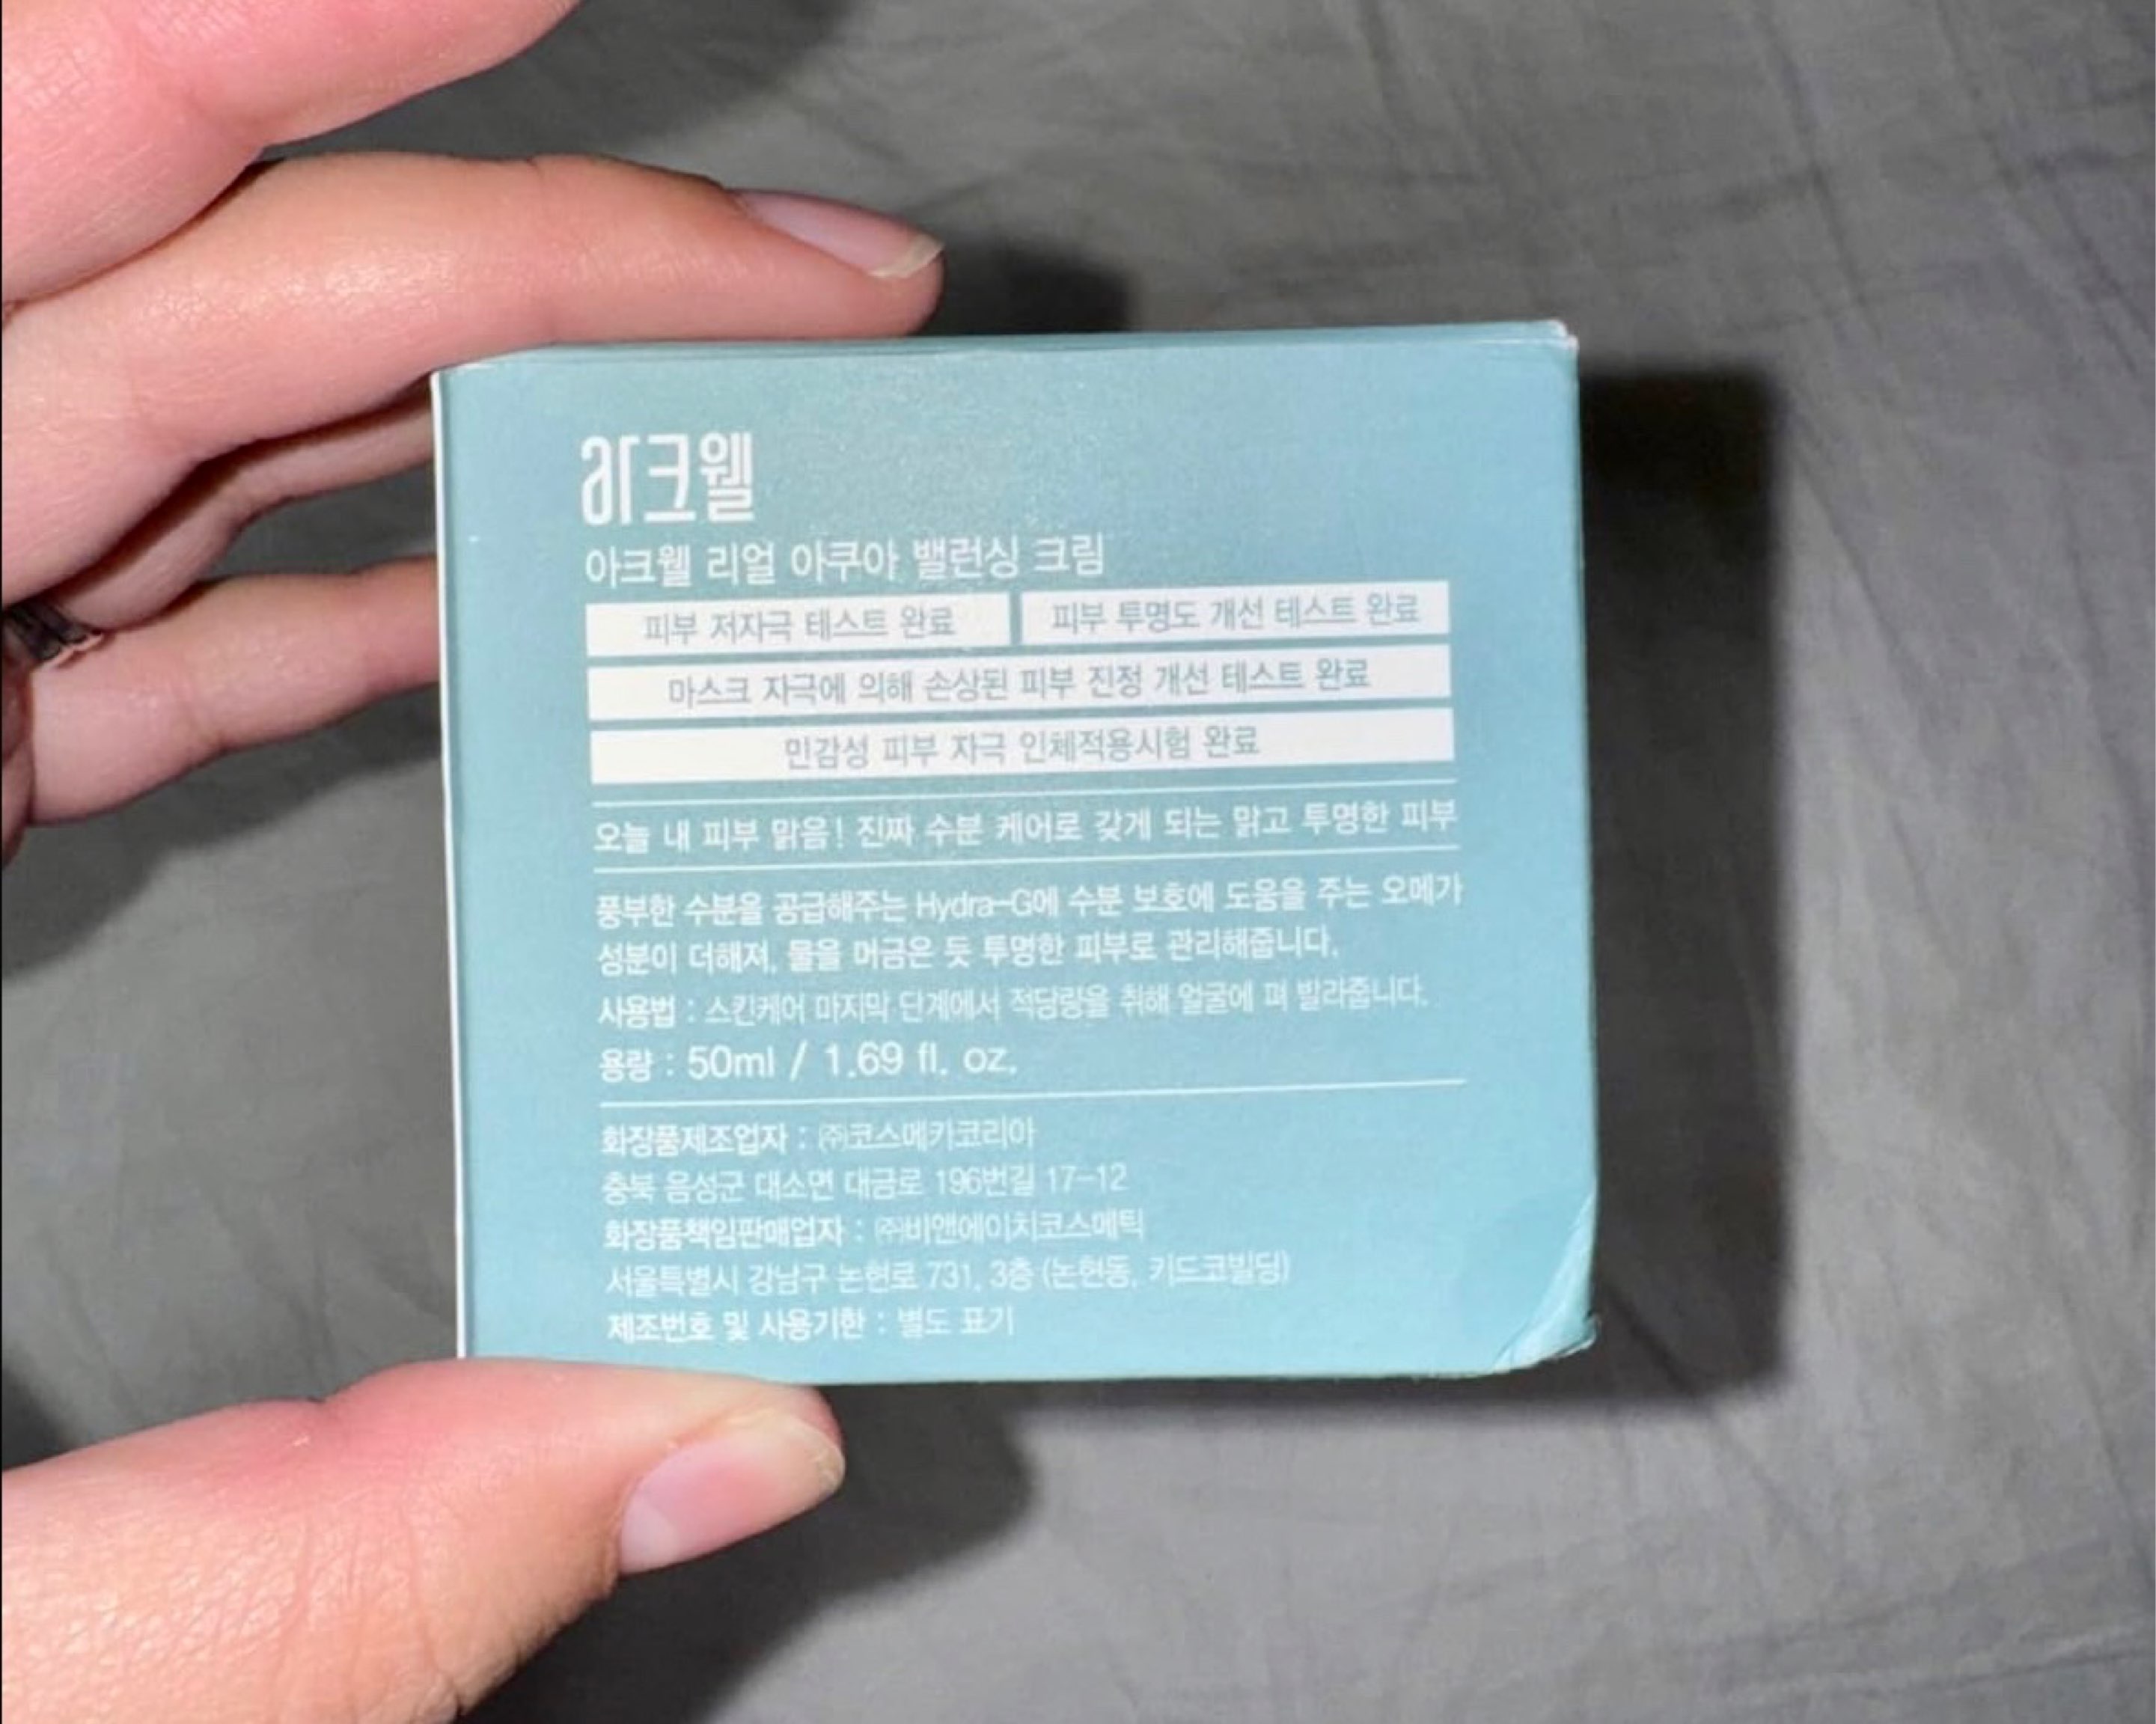 아크웰
아크웰 리얼 아쿠아 밸런싱 크림
피부 저자극 테스트 완료
피부 투명도 개선 테스트 완료
마스크 자극에 의해 손상된 피부 진정 개선 테스트 완료
민감성 피부 자극 인체적용시험 완료
오늘 내 피부 맑음! 진짜 수분 케어로 갖게 되는 맑고 투명한 피부
풍부한 수분을 공급해주는 Hydra-G에 수분 보호에 도움을 주는 오메가
성분이 더해져, 물을 머금은 듯 투명한 피부로 관리해줍니다.
사용법 : 스킨케어 마지막 단계에서 적당량을 취해 얼굴에 펴 발라줍니다.
용량 : 50ml / 1.69 fl. oz.
화장품제조업자 : ㈜코스메카코리아
충북 음성군 대소면 대금로 196번길 17-12
화장품책임판매업자 : ㈜비앤에이치코스메틱
서울특별시 강남구 논현로 731, 3층 (논현동, 키드코빌딩)
제조번호 및 사용기한 : 별도 표기